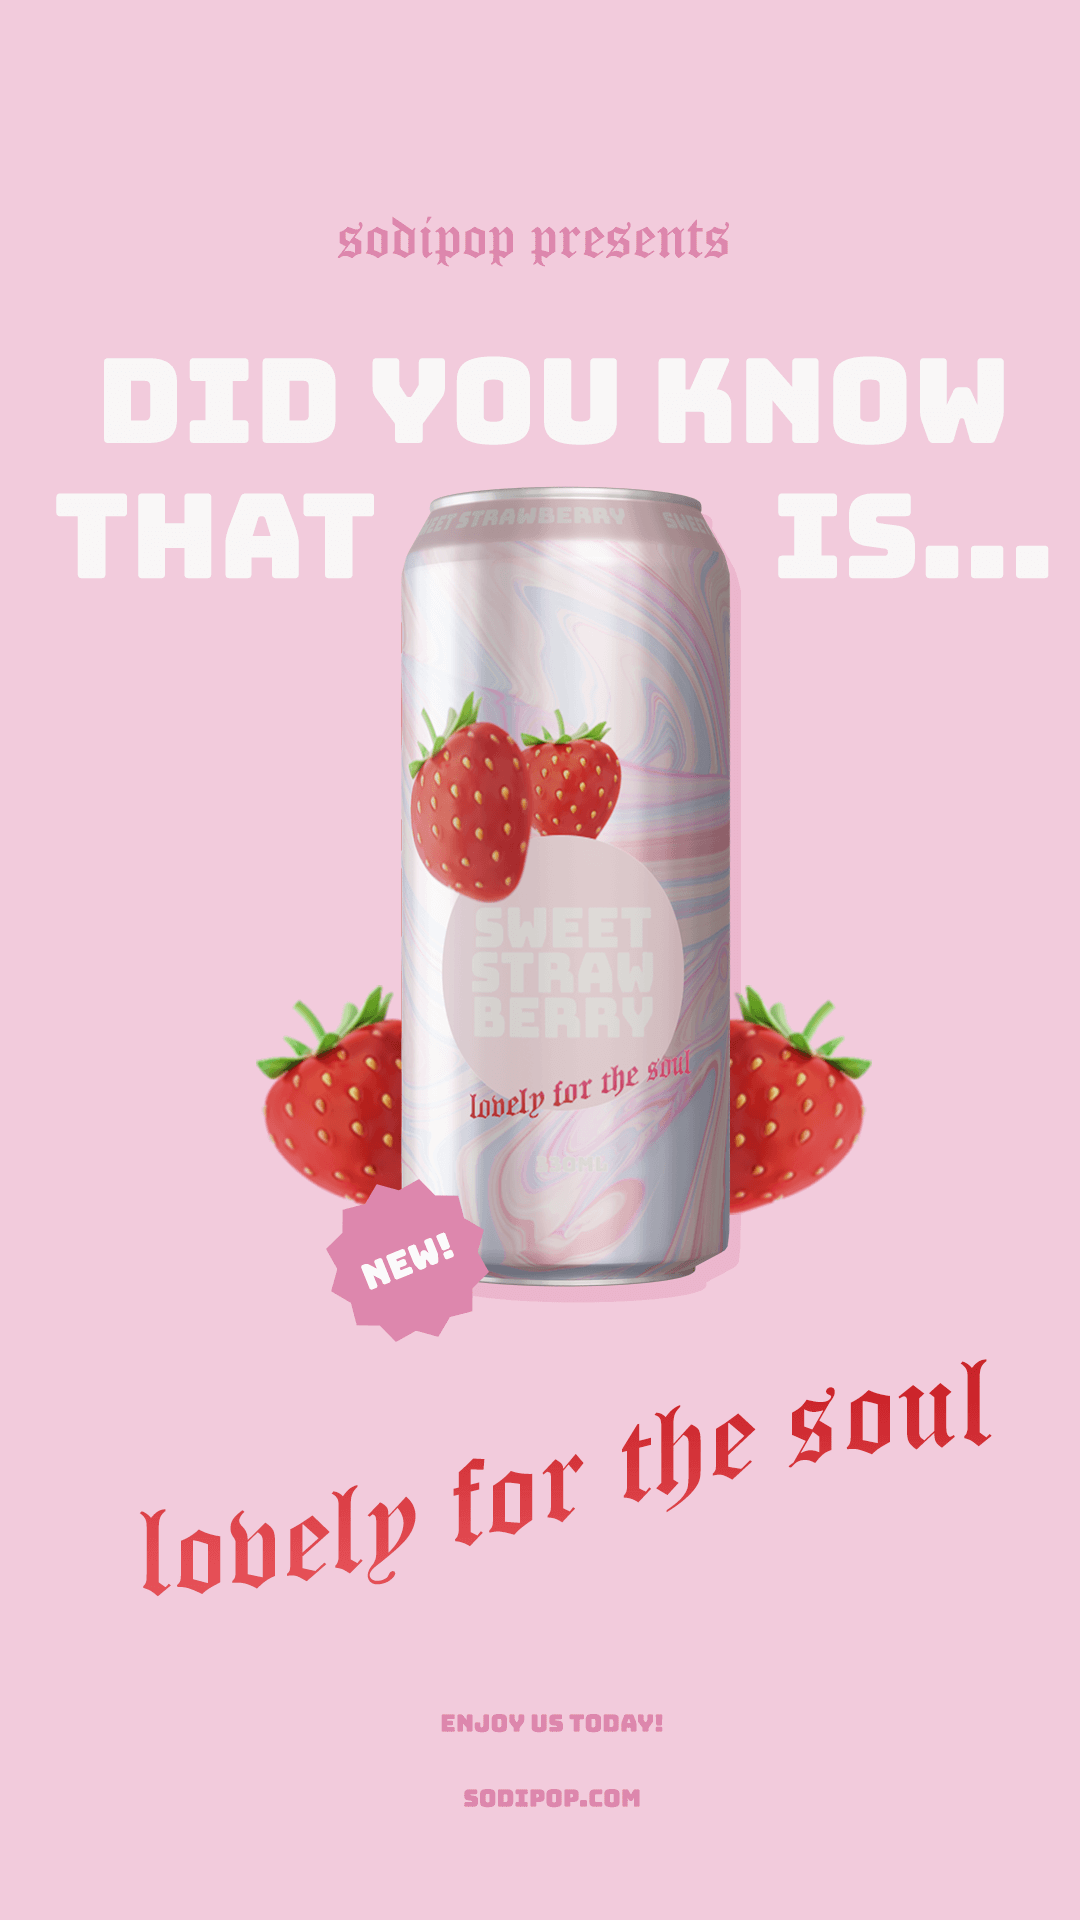 sodipop presents
DID YOU KNOW
THAT IS...
SWEET STRAWBERRY
SWEET
STRAW
BERRY
lovely for the soul
NEW!
lovely for the soul
ENJOY US TODAY!
SODIPOP.COM